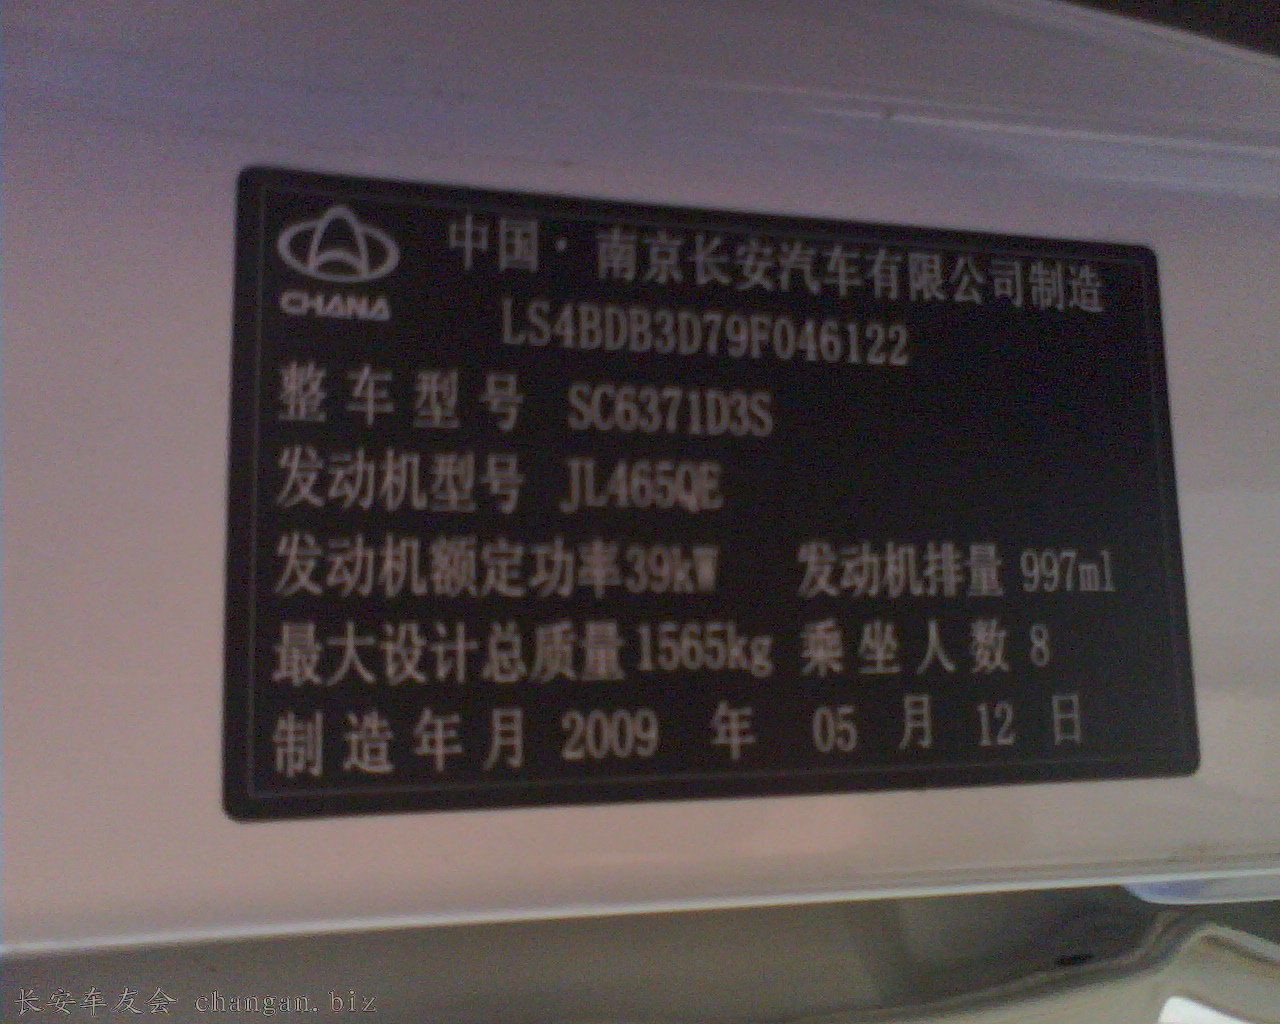 CHANA
中国·南京长安汽车有限公司制造
LS4BDB3D79F046122
整车型号 SC6371D3S
发动机型号 JL465QE
发动机额定功率39kW 发动机排量 997ml
最大设计总质量1565kg 乘坐人数 8
制造年月 2009 年 05 月 12 日
长安车友会 changan.biz